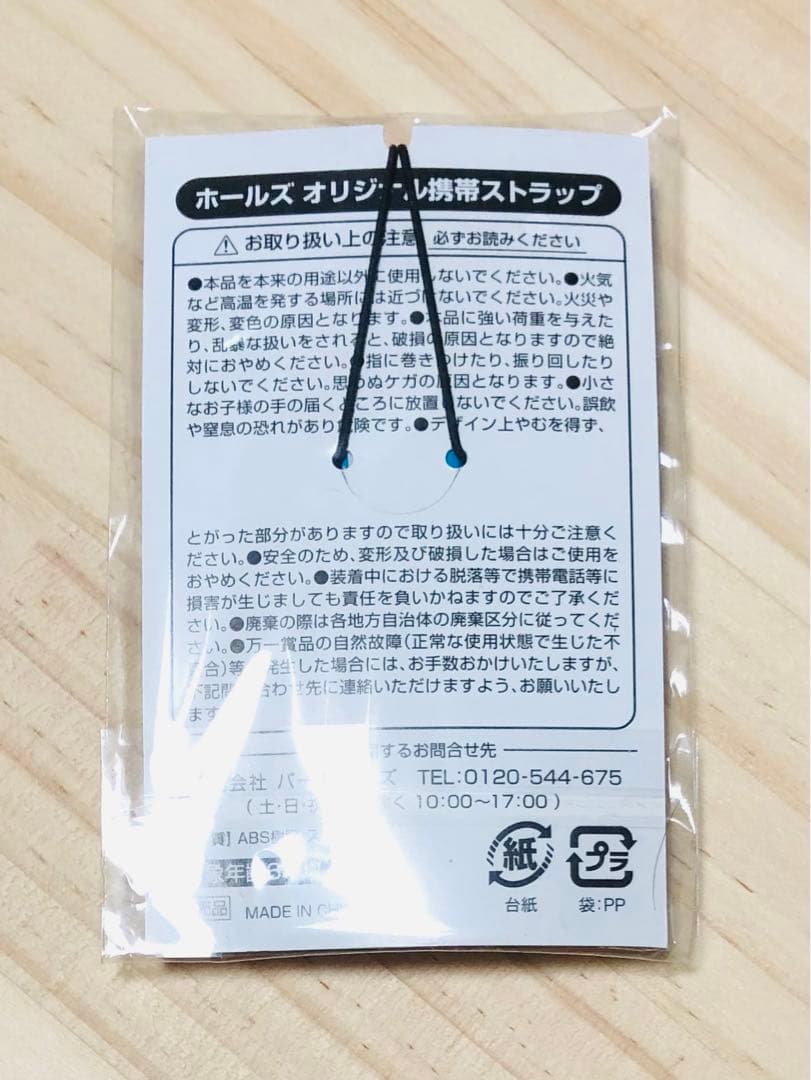 ホールズ オリジナル携帯ストラップ
お取り扱い上の注意 必ずお読みください
●本品を本来の用途以外に使用しないでください。●火気
など高温を発する場所には近づけないでください。火災や
変形、変色の原因となります。●本品に強い荷重を与えた
り、乱暴な扱いをされると、破損の原因となりますので絶
対におやめください。●指に巻きつけたり、振り回したり
しないでください。思わぬケガの原因となります。●小さ
なお子様の手の届くところに放置しないでください。誤飲
や窒息の恐れがあり危険です。●デザイン上やむを得ず、
とがった部分がありますので取り扱いには十分ご注意く
ださい。●安全のため、変形及び破損した場合はご使用を
おやめください。●装着中における脱落等で携帯電話等に
損害が生じましても責任を負いかねますのでご了承くだ
さい。●廃棄の際は各地方自治体の廃棄区分に従ってくだ
さい。●万一賞品の自然故障(正常な使用状態で生じた不
合)等 発生した場合には、お手数おかけいたしますが、
下記問 合わせ先に連絡いただけますよう、お願いいたし
ます
するお問合せ先
会社 パー ズ TEL:0120-544-675
(土・日・祝 く 10:00〜17:00)
質】ABS樹
象年齢
MADE IN CH
紙
台紙
プラ
袋:PP